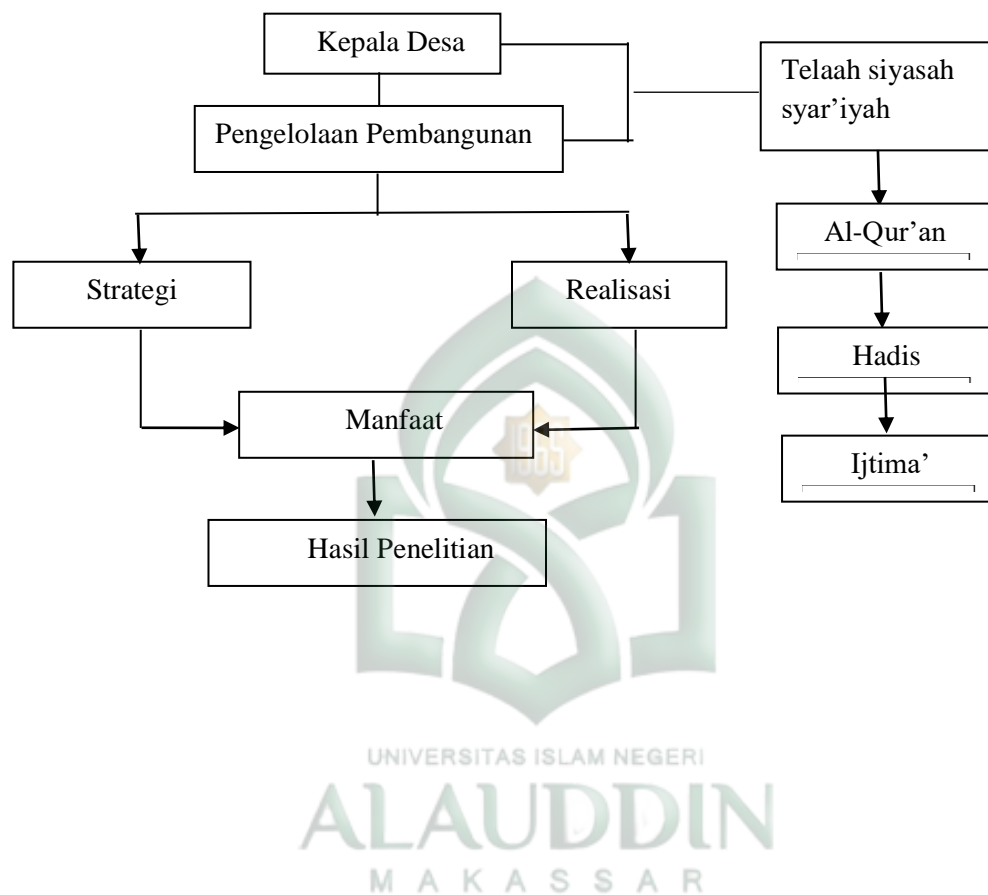 Kepala Desa
Telaah siyasah
syar’iyah
Pengelolaan Pembangunan
Al-Qur’an
Strategi
Realisasi
Hadis
Manfaat
Ijtima’
1965
Hasil Penelitian
UNIVERSITAS ISLAM NEGERI
ALAUDDIN
MAKASSAR